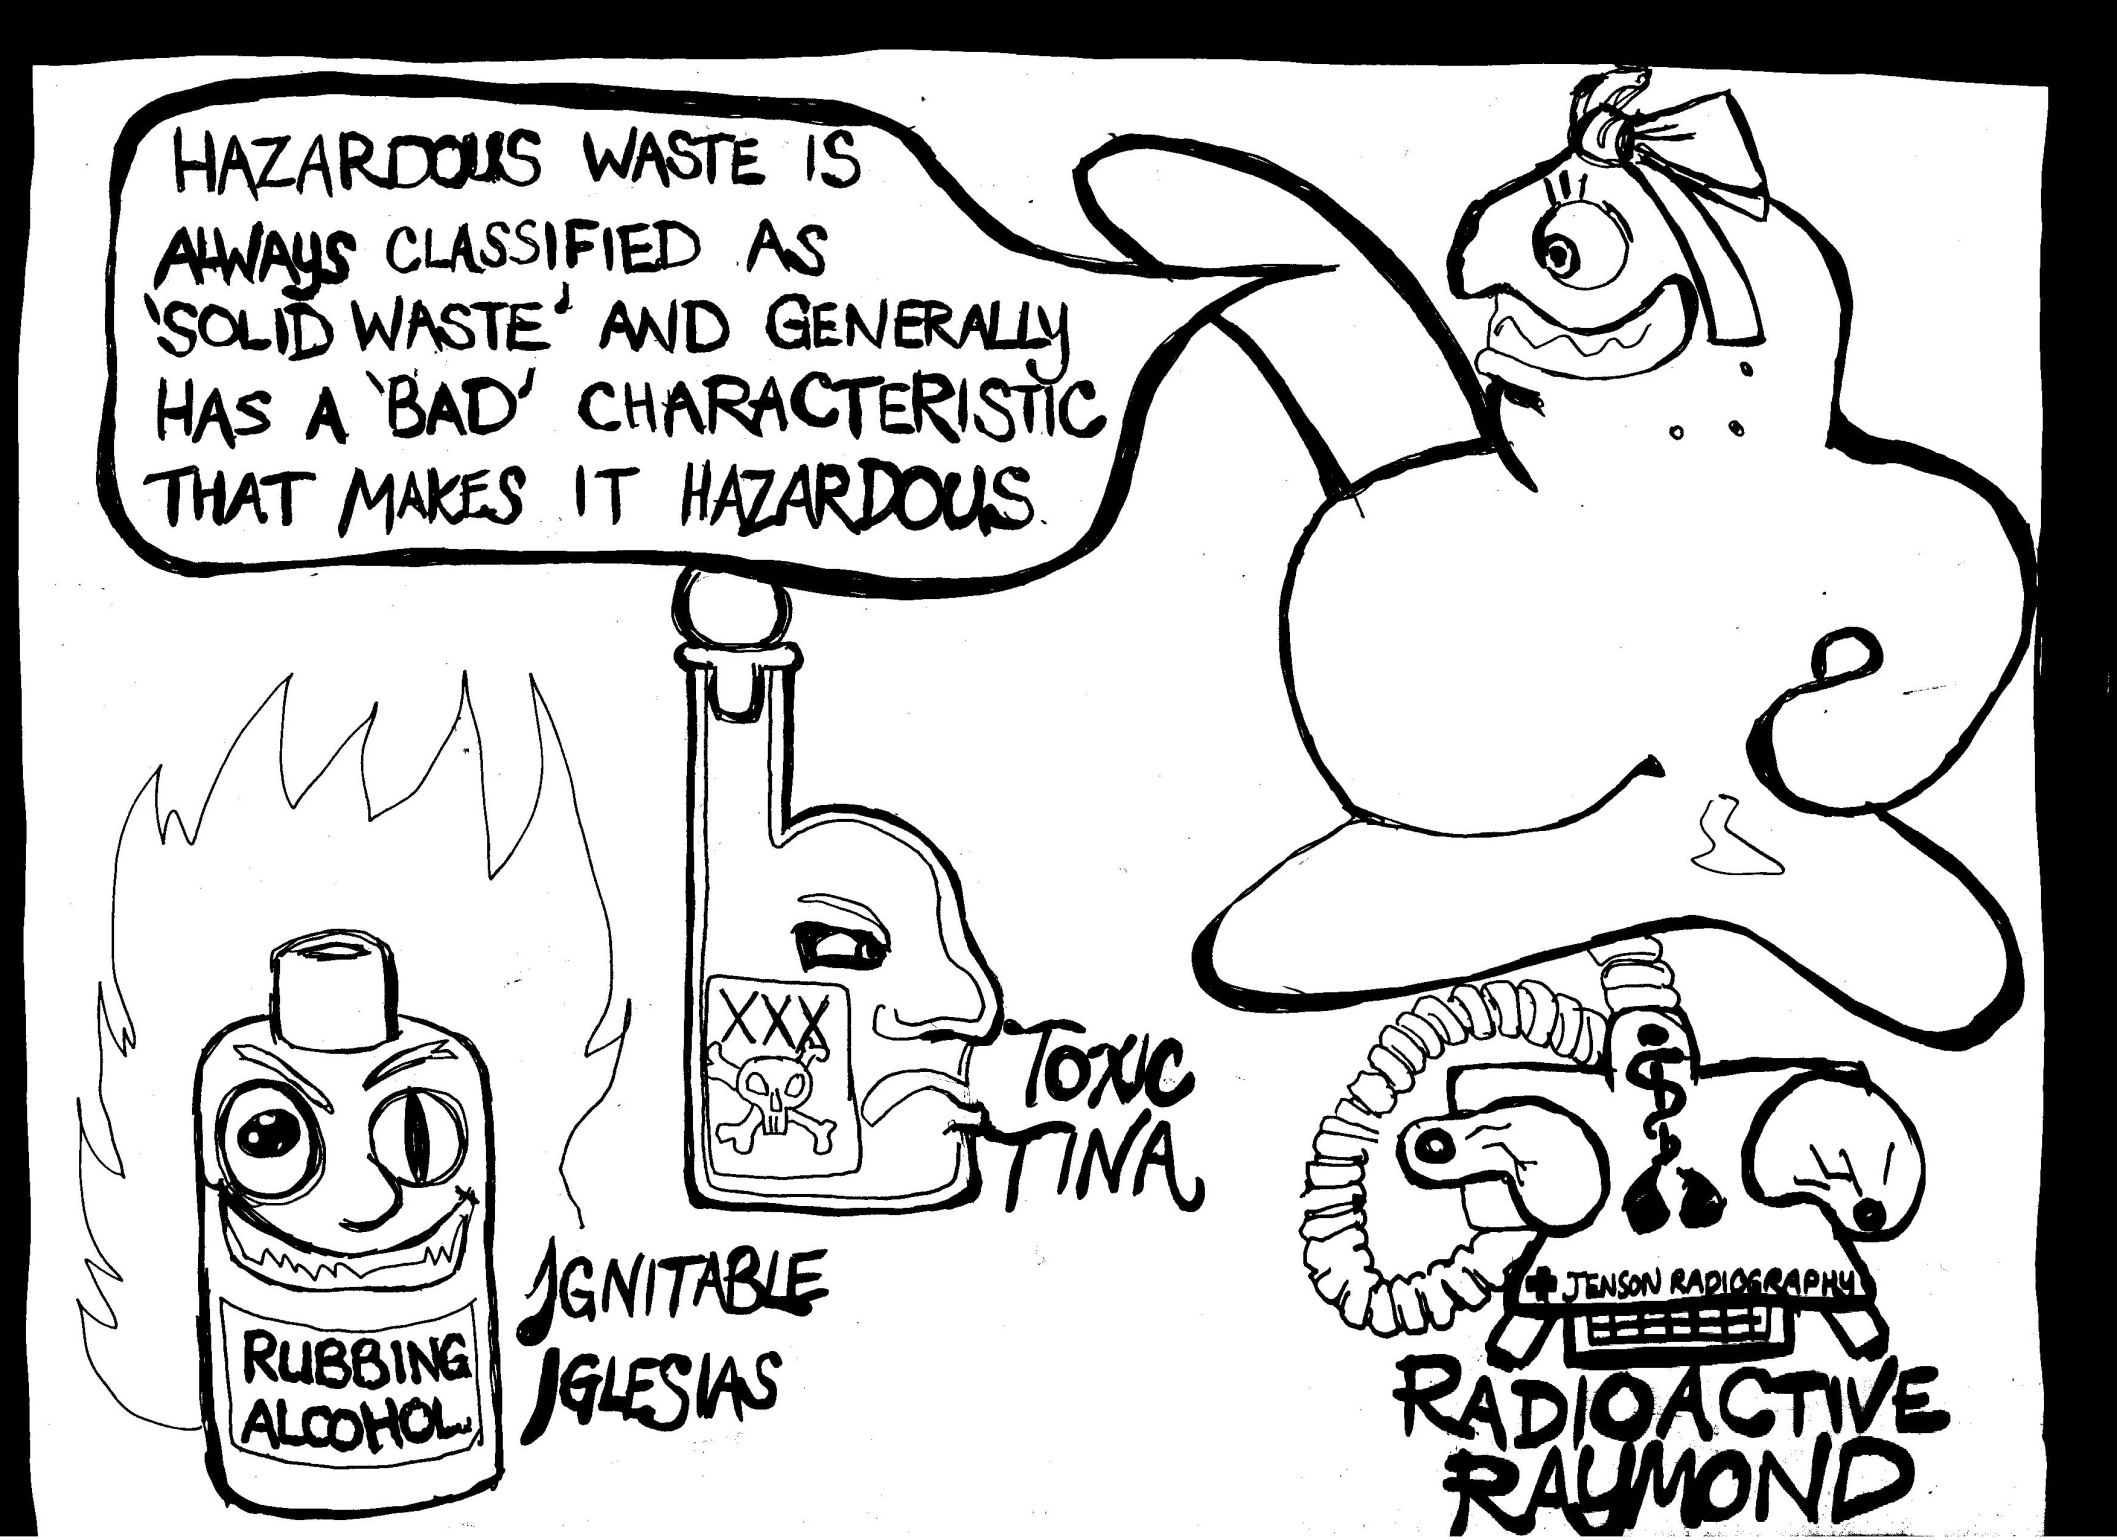 HAZARDOUS WASTE IS
ALWAYS CLASSIFIED AS
'SOLID WASTE' AND GENERALLY
HAS A 'BAD' CHARACTERISTIC
THAT MAKES IT HAZARDOUS.
XXX
TOXIC
TINA
IGNITABLE
IGLESIAS
RUBBING
ALCOHOL
JENSON RADIOGRAPHY
RADIOACTIVE
RAYMOND